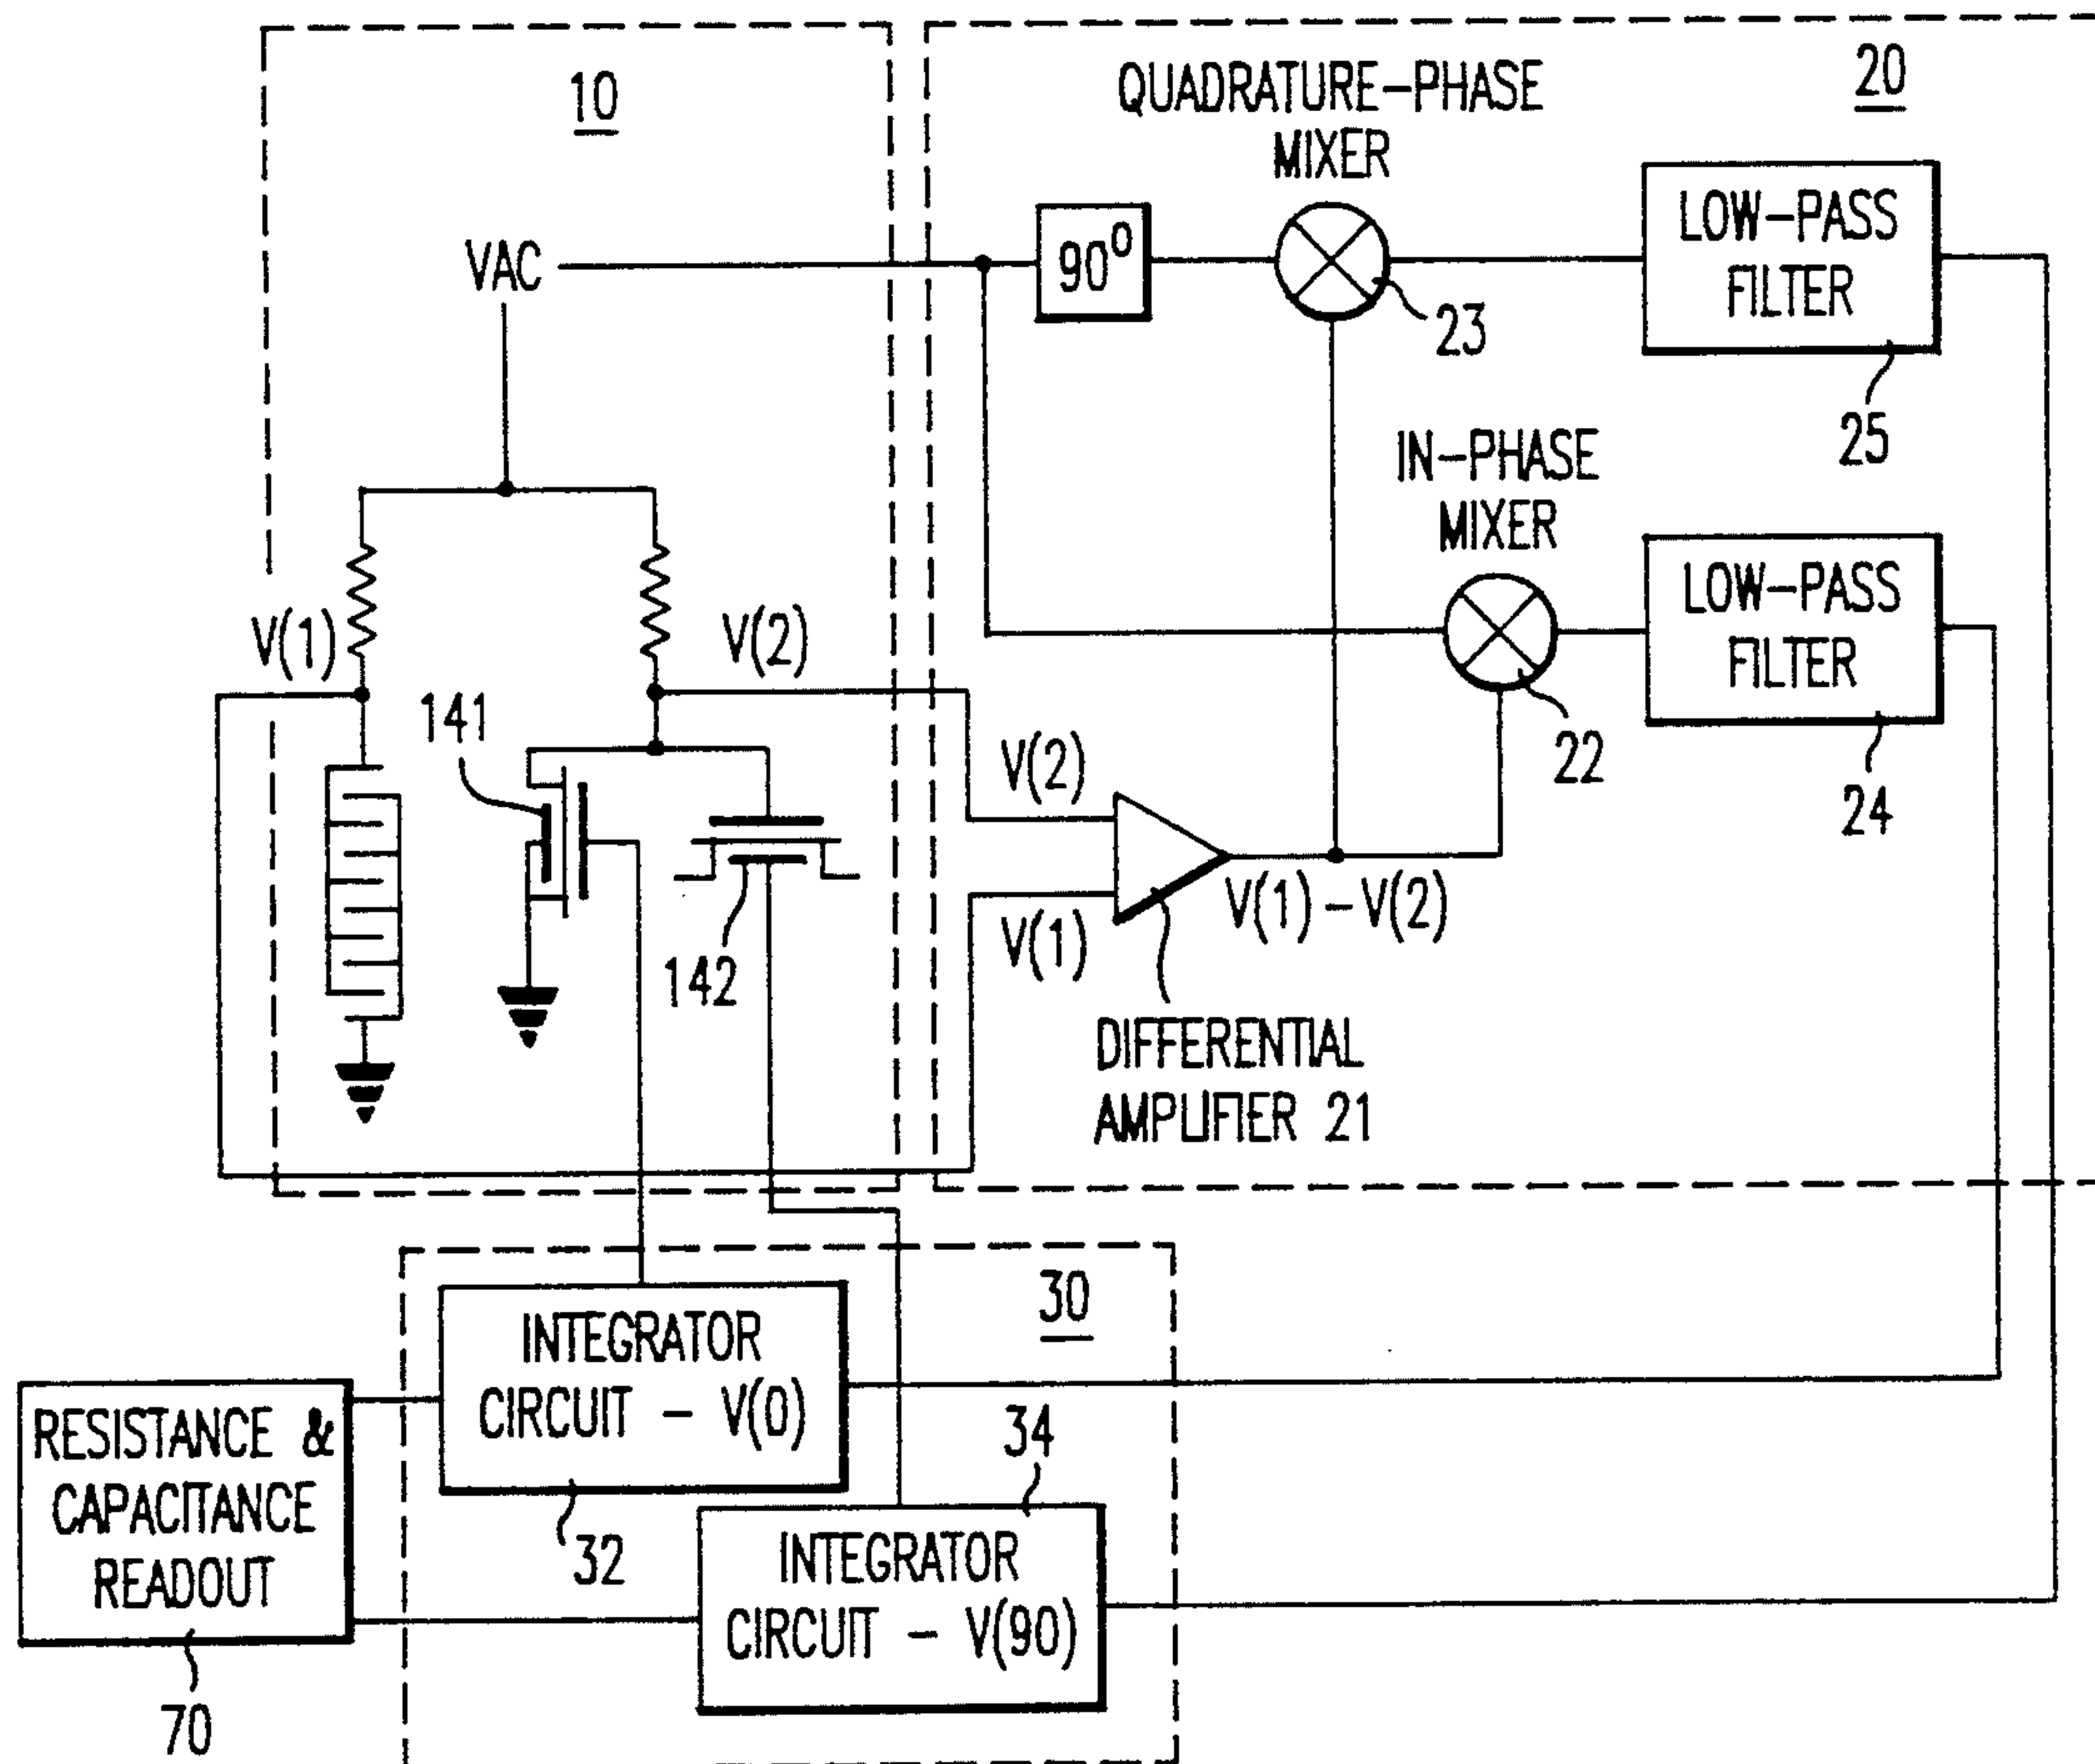 10
20
QUADRATURE-PHASE
MIXER
VAC
90°
23
LOW-PASS
FILTER
25
IN-PHASE
MIXER
22
LOW-PASS
FILTER
24
V(1)
V(2)
141
142
V(2)
V(1)
V(1)-V(2)
DIFFERENTIAL
AMPLIFIER 21
30
INTEGRATOR
CIRCUIT - V(0)
32
34
INTEGRATOR
CIRCUIT - V(90)
RESISTANCE &
CAPACITANCE
READOUT
70